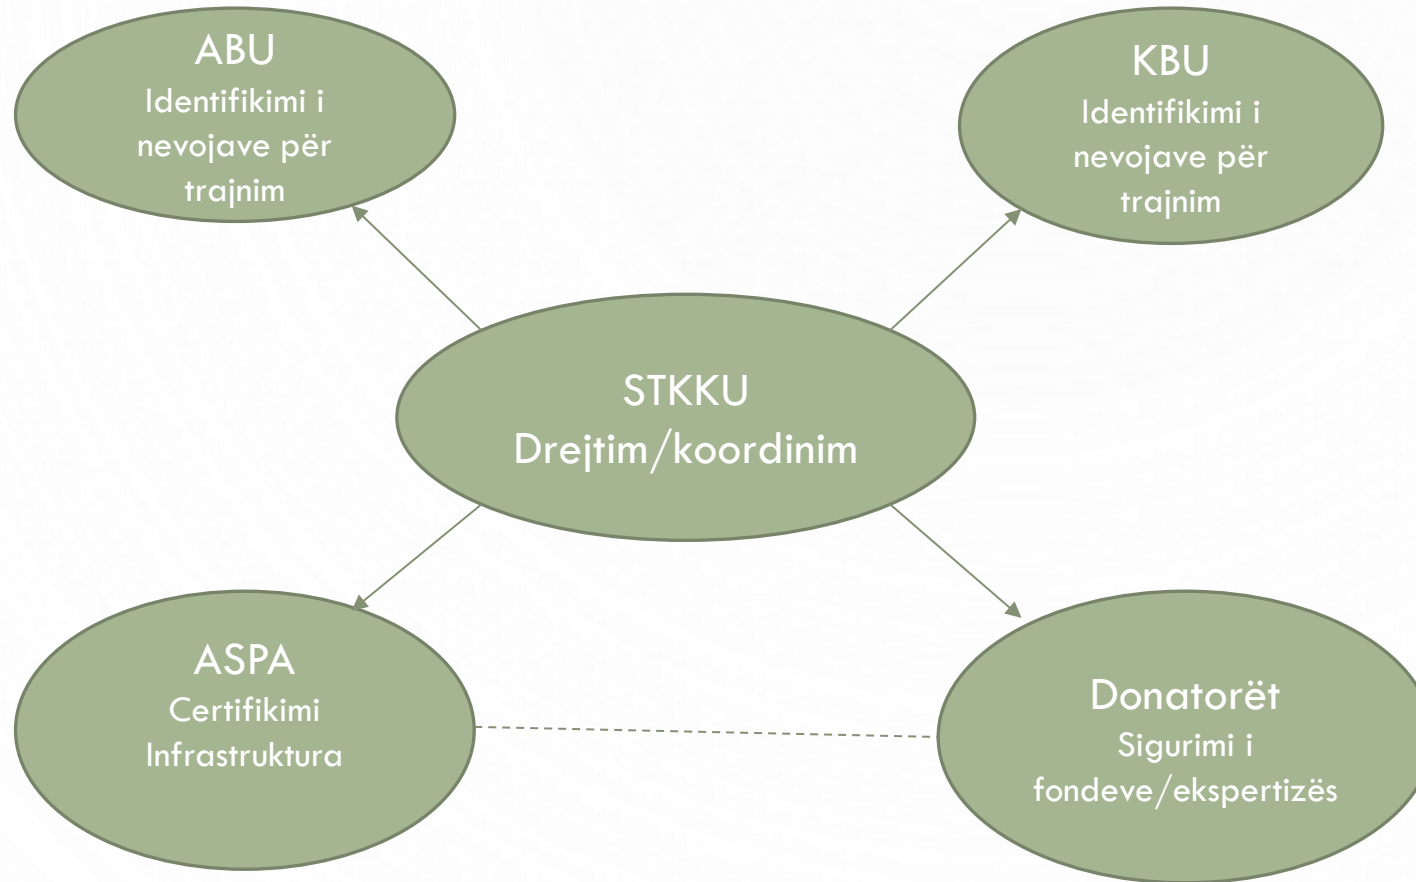 ABU
Identifikimi i
nevojave për
trajnim
KBU
Identifikimi i
nevojave për
trajnim
STKKU
Drejtim/koordinim
ASPA
Certifikimi
Infrastruktura
Donatorët
Sigurimi i
fondeve/ekspertizës